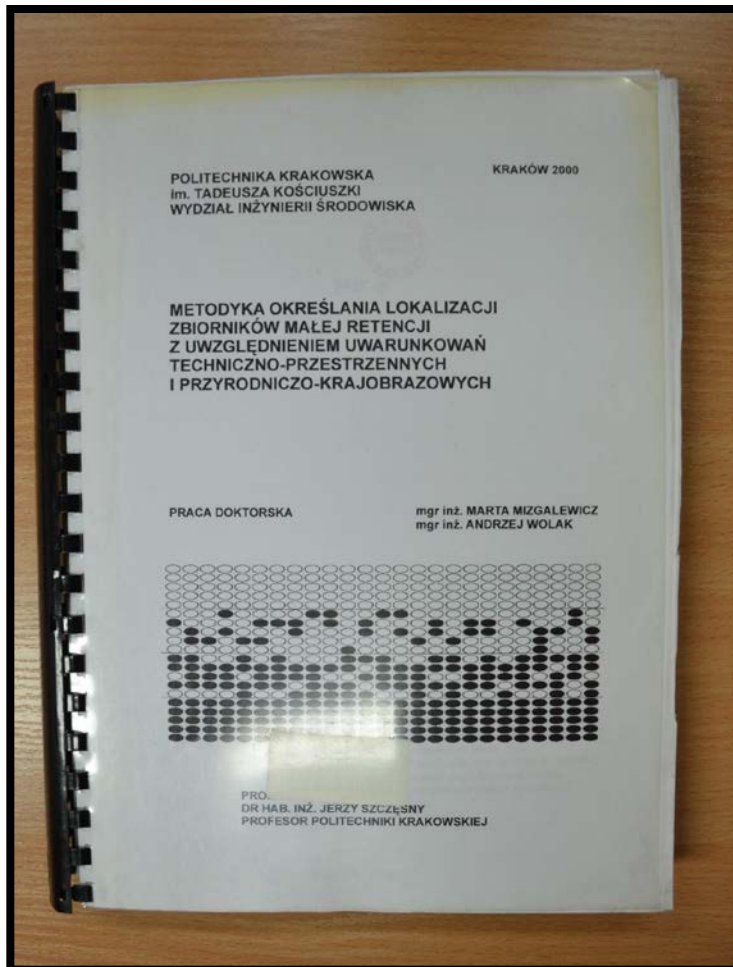 POLITECHNIKA KRAKOWSKA
im. TADEUSZA KOŚCIUSZKI
WYDZIAŁ INŻYNIERII ŚRODOWISKA
KRAKÓW 2000
METODYKA OKREŚLANIA LOKALIZACJI
ZBIORNIKÓW MAŁEJ RETENCJI
Z UWZGLĘDNIENIEM UWARUNKOWAŃ
TECHNICZNO-PRZESTRZENNYCH
I PRZYRODNICZO-KRAJOBRAZOWYCH
PRACA DOKTORSKA
mgr inż. MARTA MIZGALEWICZ
mgr inż. ANDRZEJ WOLAK
PRO
DR HAB. INŻ. JERZY SZCZĘSNY
PROFESOR POLITECHNIKI KRAKOWSKIEJ